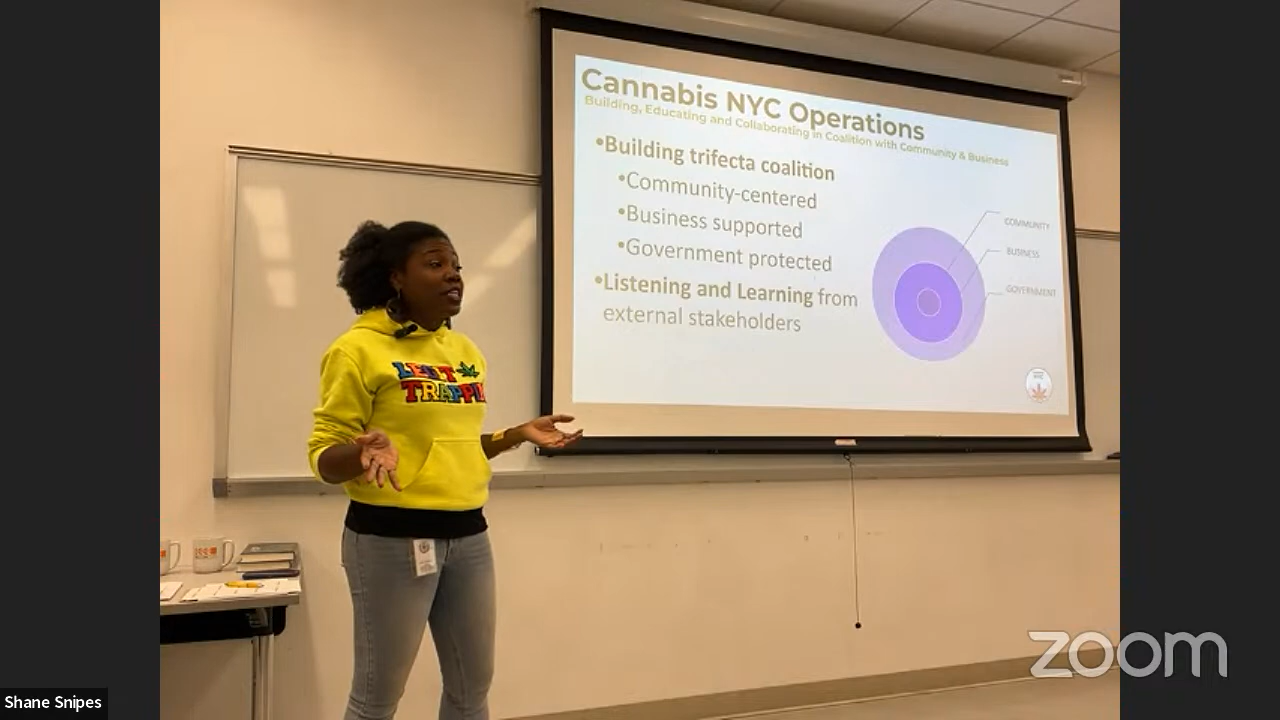 Cannabis NYC Operations
Building, Educating and Collaborating in Coalition with Community & Business
•Building trifecta coalition
•Community-centered
•Business supported
•Government protected
•Listening and Learning from
external stakeholders
COMMUNITY
BUSINESS
GOVERNMENT
TRAPPIN
zoom
Shane Snipes